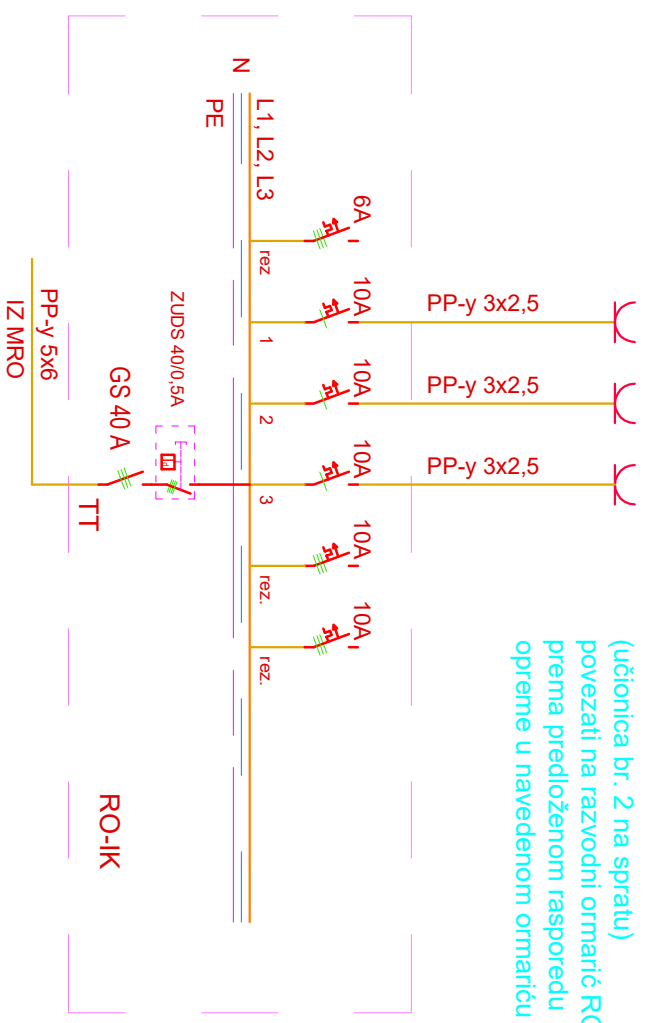 (učionica br. 2 na spratu)
povezati na razvodni ormarić
prema predloženom rasporedu
opreme u navedenom ormariću
PP-y 3x2,5
PP-y 3x2,5
PP-y 3x2,5
6A
10A
10A
10A
10A
10A
L1, L2, L3
N
PE
rez
1
2
3
rez.
rez.
ZUDS 40/0,5A
GS 40 A
TT
PP-y 5x6
IZ MRO
RO-IK